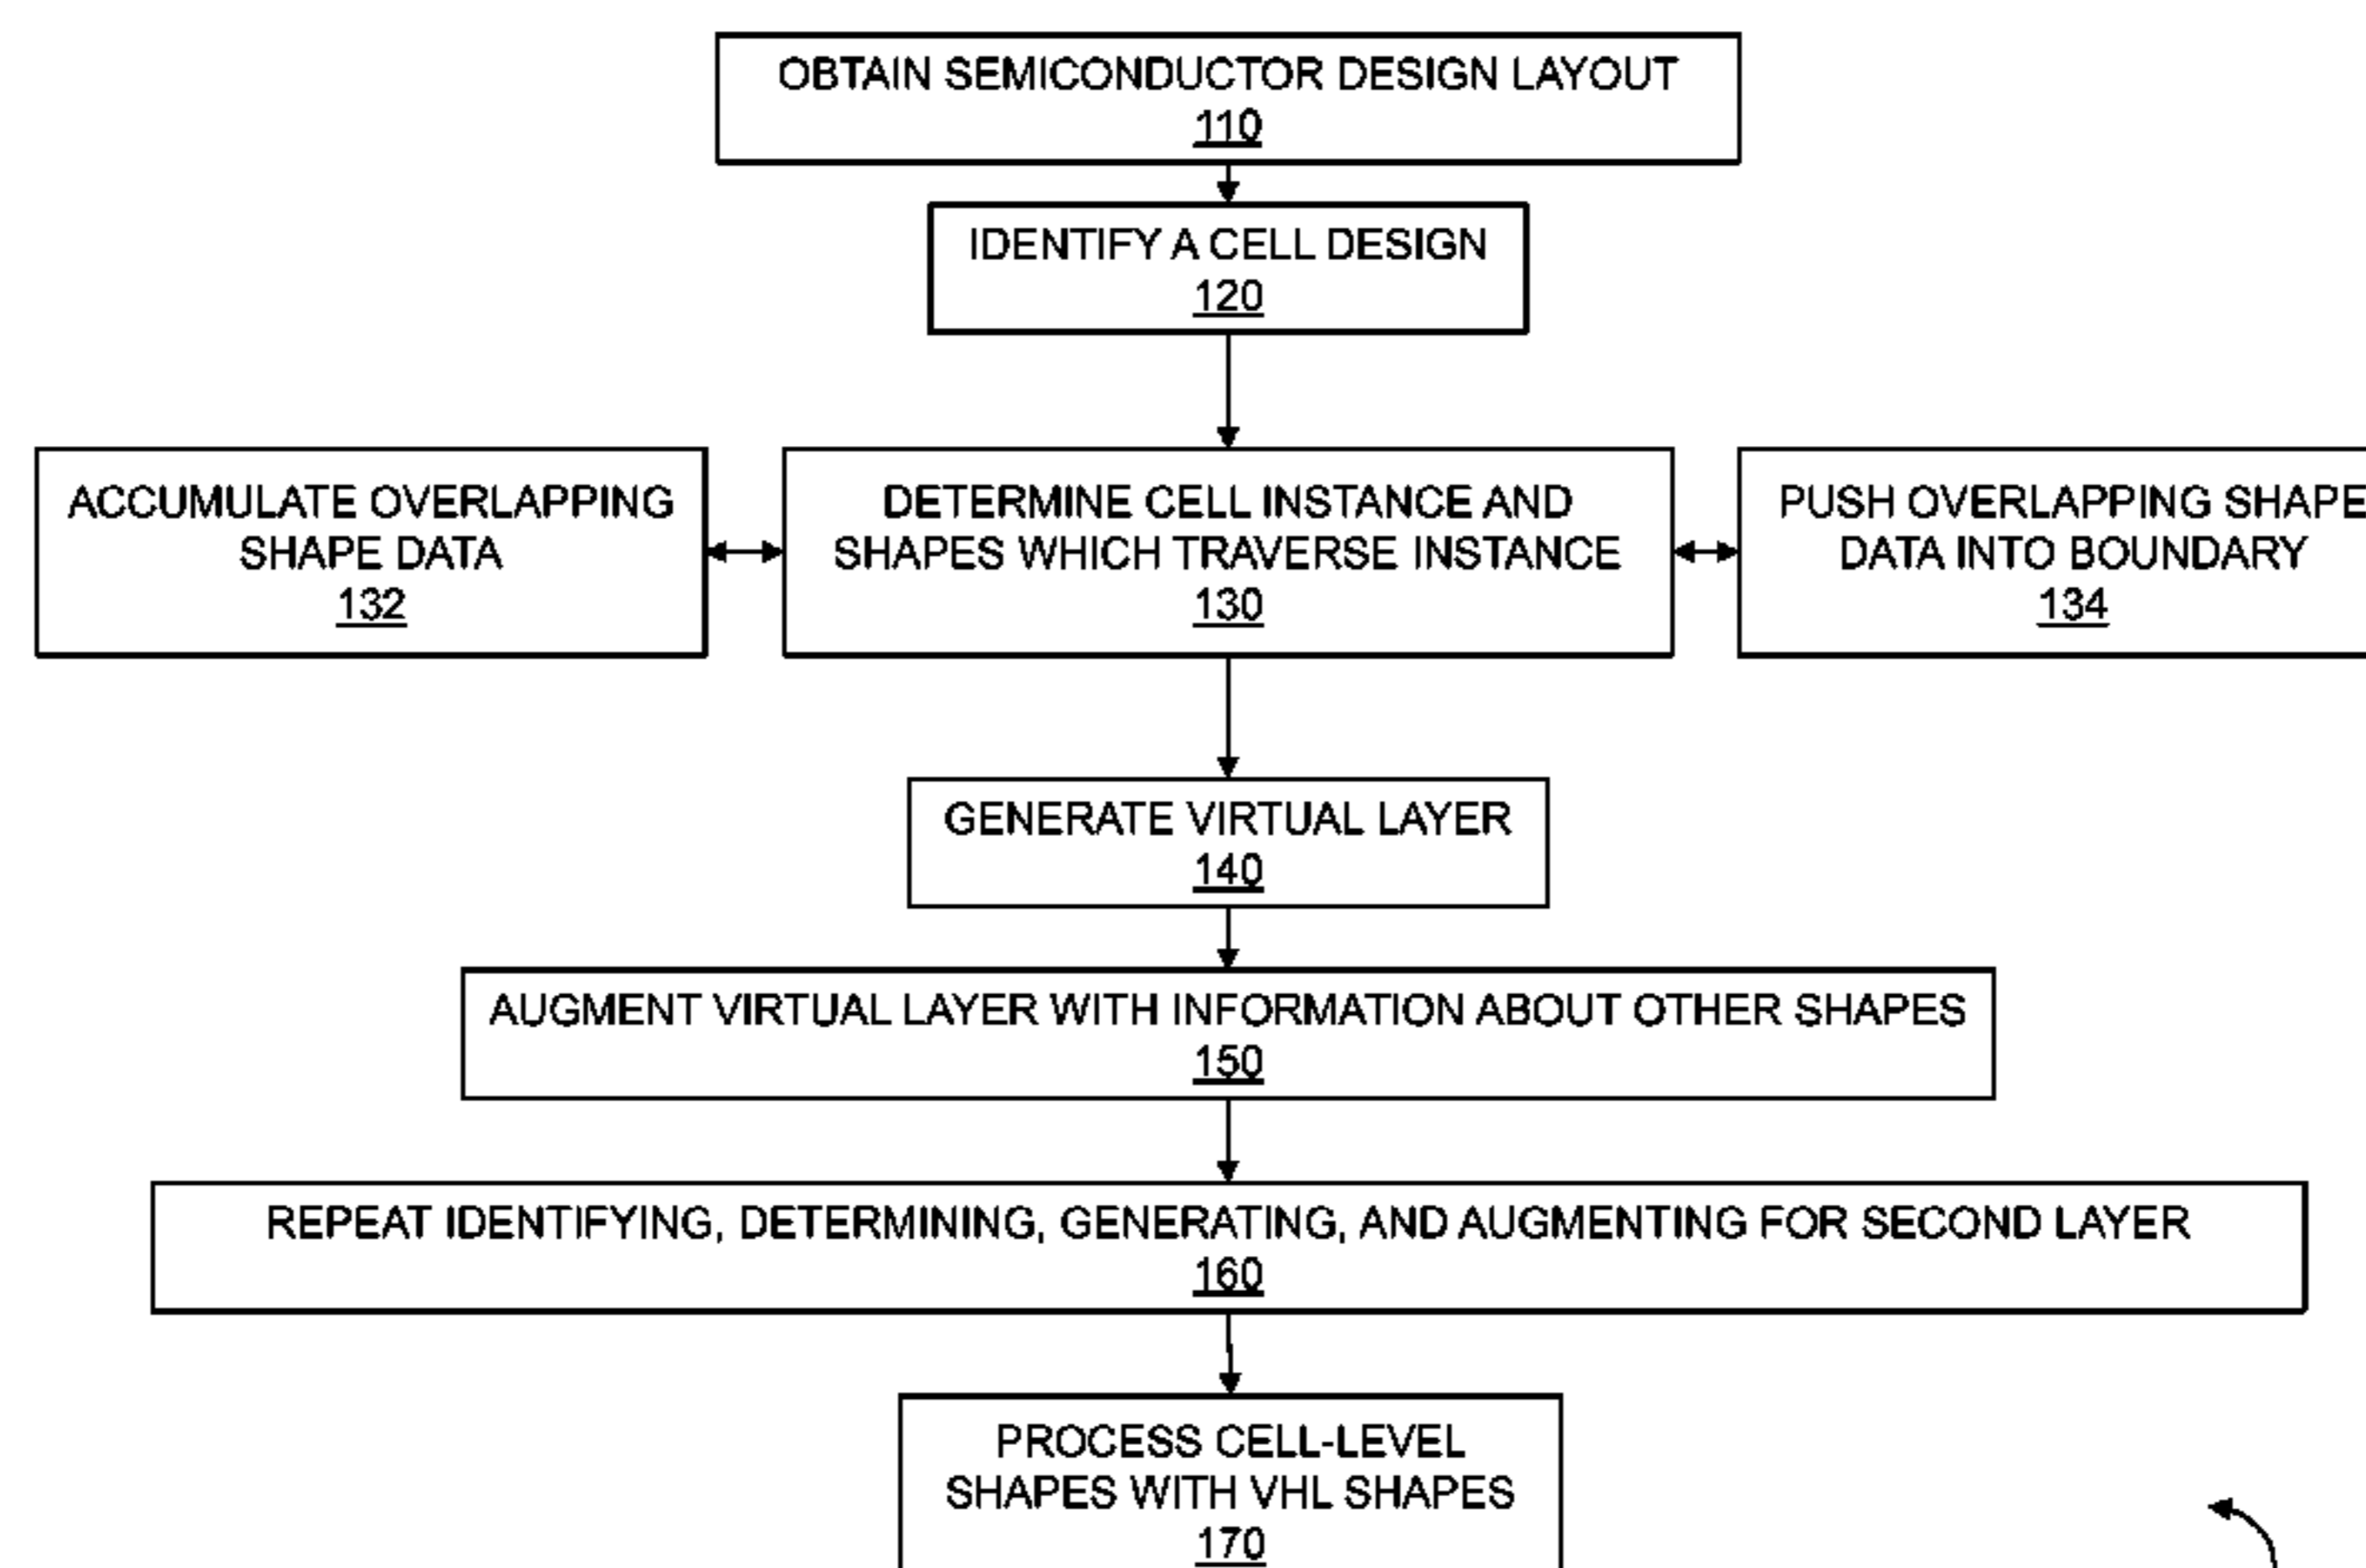 OBTAIN SEMICONDUCTOR DESIGN LAYOUT
110
IDENTIFY A CELL DESIGN
120
ACCUMULATE OVERLAPPING
SHAPE DATA
132
DETERMINE CELL INSTANCE AND
SHAPES WHICH TRAVERSE INSTANCE
130
PUSH OVERLAPPING SHAPE
DATA INTO BOUNDARY
134
GENERATE VIRTUAL LAYER
140
AUGMENT VIRTUAL LAYER WITH INFORMATION ABOUT OTHER SHAPES
150
REPEAT IDENTIFYING, DETERMINING, GENERATING, AND AUGMENTING FOR SECOND LAYER
160
PROCESS CELL-LEVEL
SHAPES WITH VHL SHAPES
170